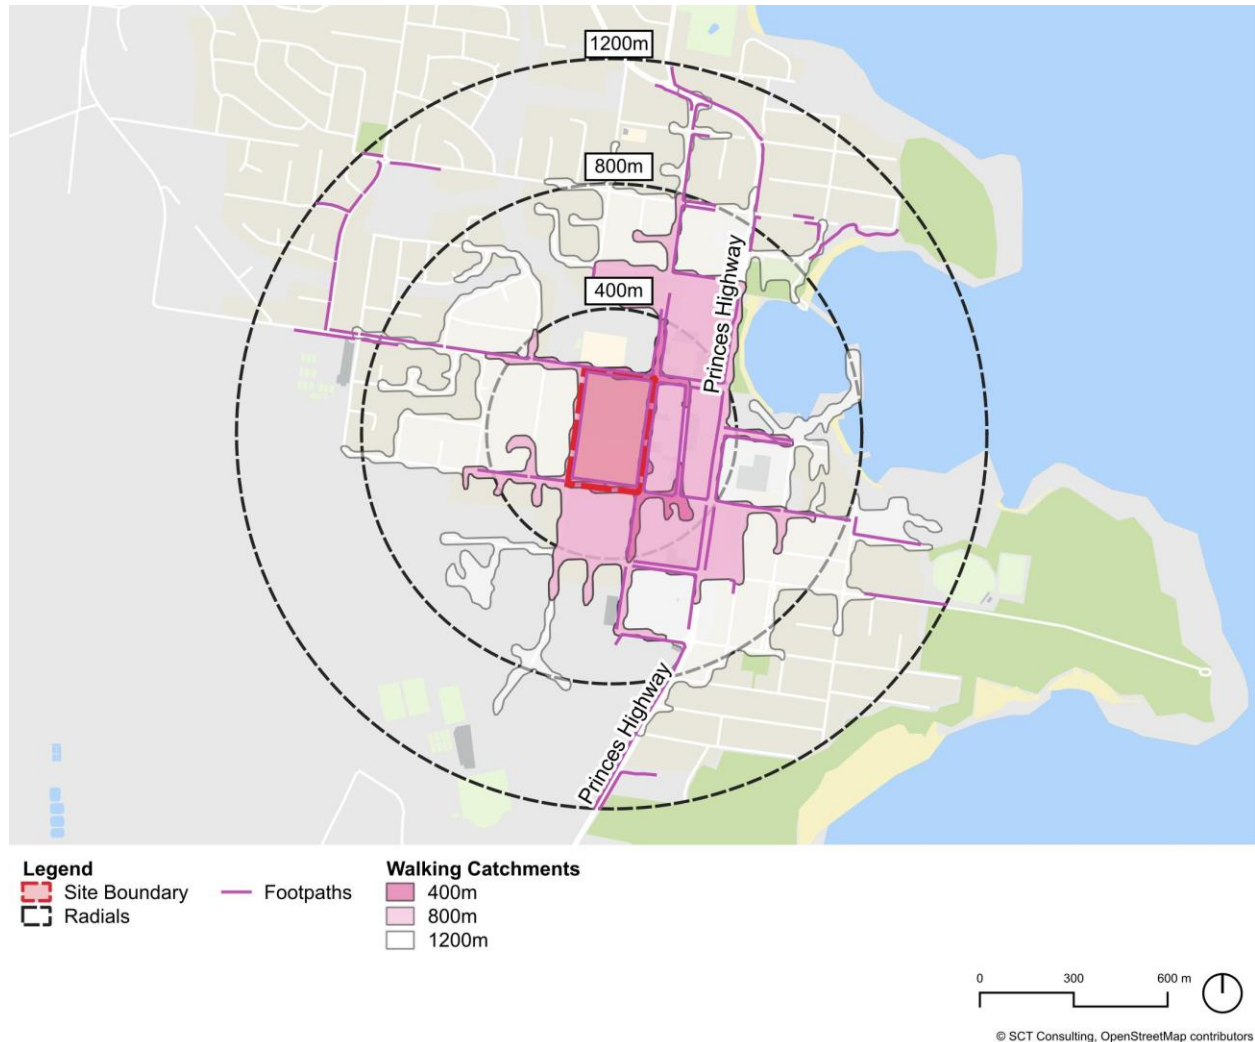 1200m
800m
400m
Princes Highway
Princes Highway
Legend
Site Boundary
Radials
Footpaths
Walking Catchments
400m
800m
1200m
0 300 600 m
© SCT Consulting, OpenStreetMap contributors